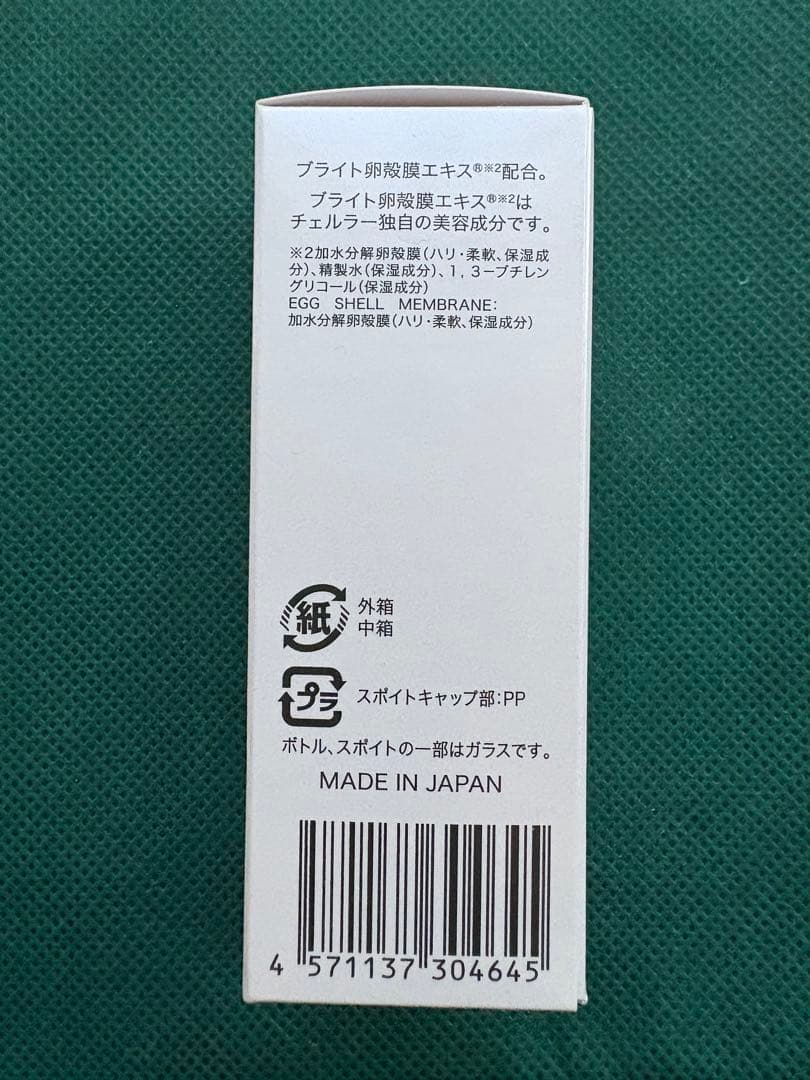 ブライト卵殻膜エキス®※2配合。
ブライト卵殻膜エキス®※2は
チェルラー独自の美容成分です。
※2加水分解卵殻膜(ハリ・柔軟、保湿成
分)、精製水(保湿成分)、1,3-ブチレン
グリコール(保湿成分)
EGG SHELL MEMBRANE:
加水分解卵殻膜(ハリ・柔軟、保湿成分)
紙 外箱
中箱
プラ スポイトキャップ部:PP
ボトル、スポイトの一部はガラスです。
MADE IN JAPAN
4 571137 304645